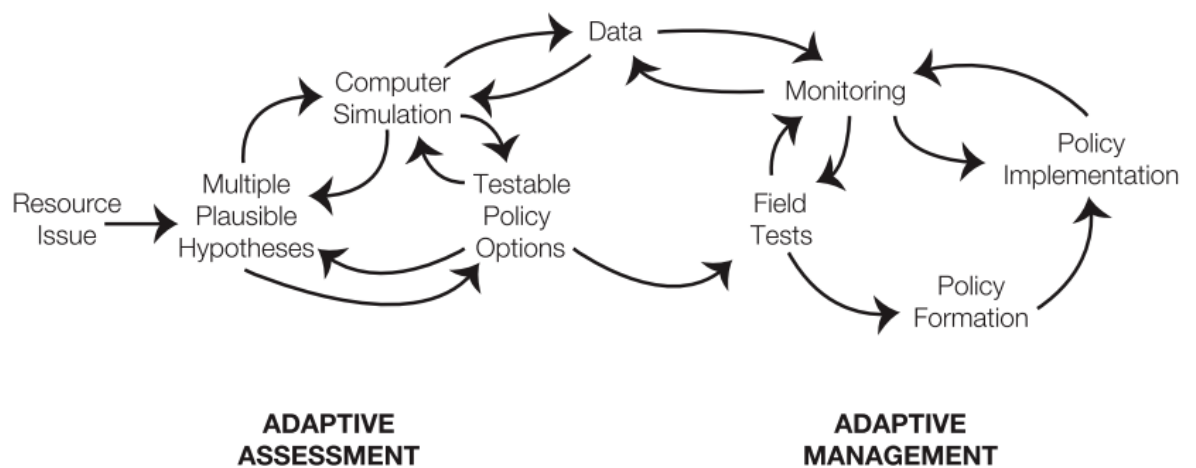 Data
Computer
Simulation
Monitoring
Policy
Implementation
Multiple
Plausible
Hypotheses
Testable
Policy
Options
Resource
Issue
Field
Tests
Policy
Formation
ADAPTIVE
ASSESSMENT
ADAPTIVE
MANAGEMENT